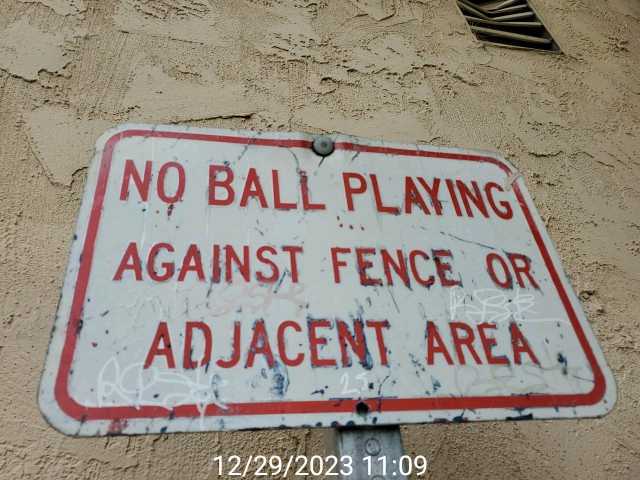 NO BALL PLAYING
AGAINST FENCE OR
ADJACENT AREA
12/29/2023 11:09